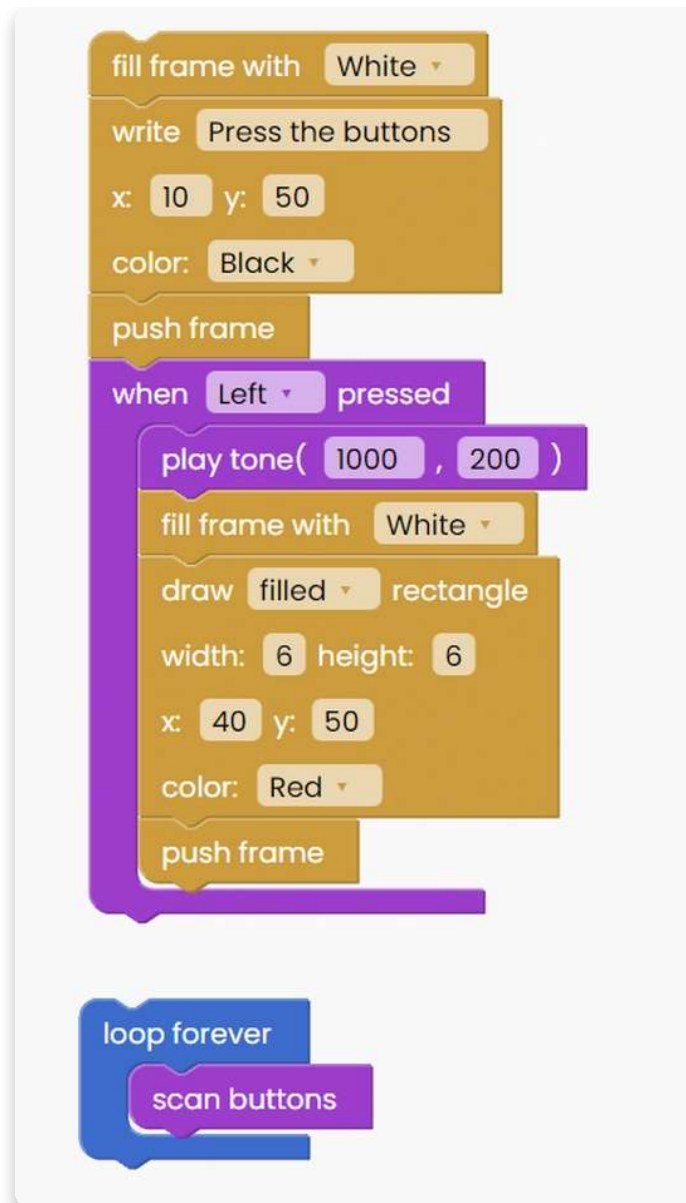 fill frame with White
write Press the buttons
x: 10 y: 50
color: Black
push frame
when Left pressed
play tone( 1000 , 200 )
fill frame with White
draw filled rectangle
width: 6 height: 6
x: 40 y: 50
color: Red
push frame
loop forever
scan buttons